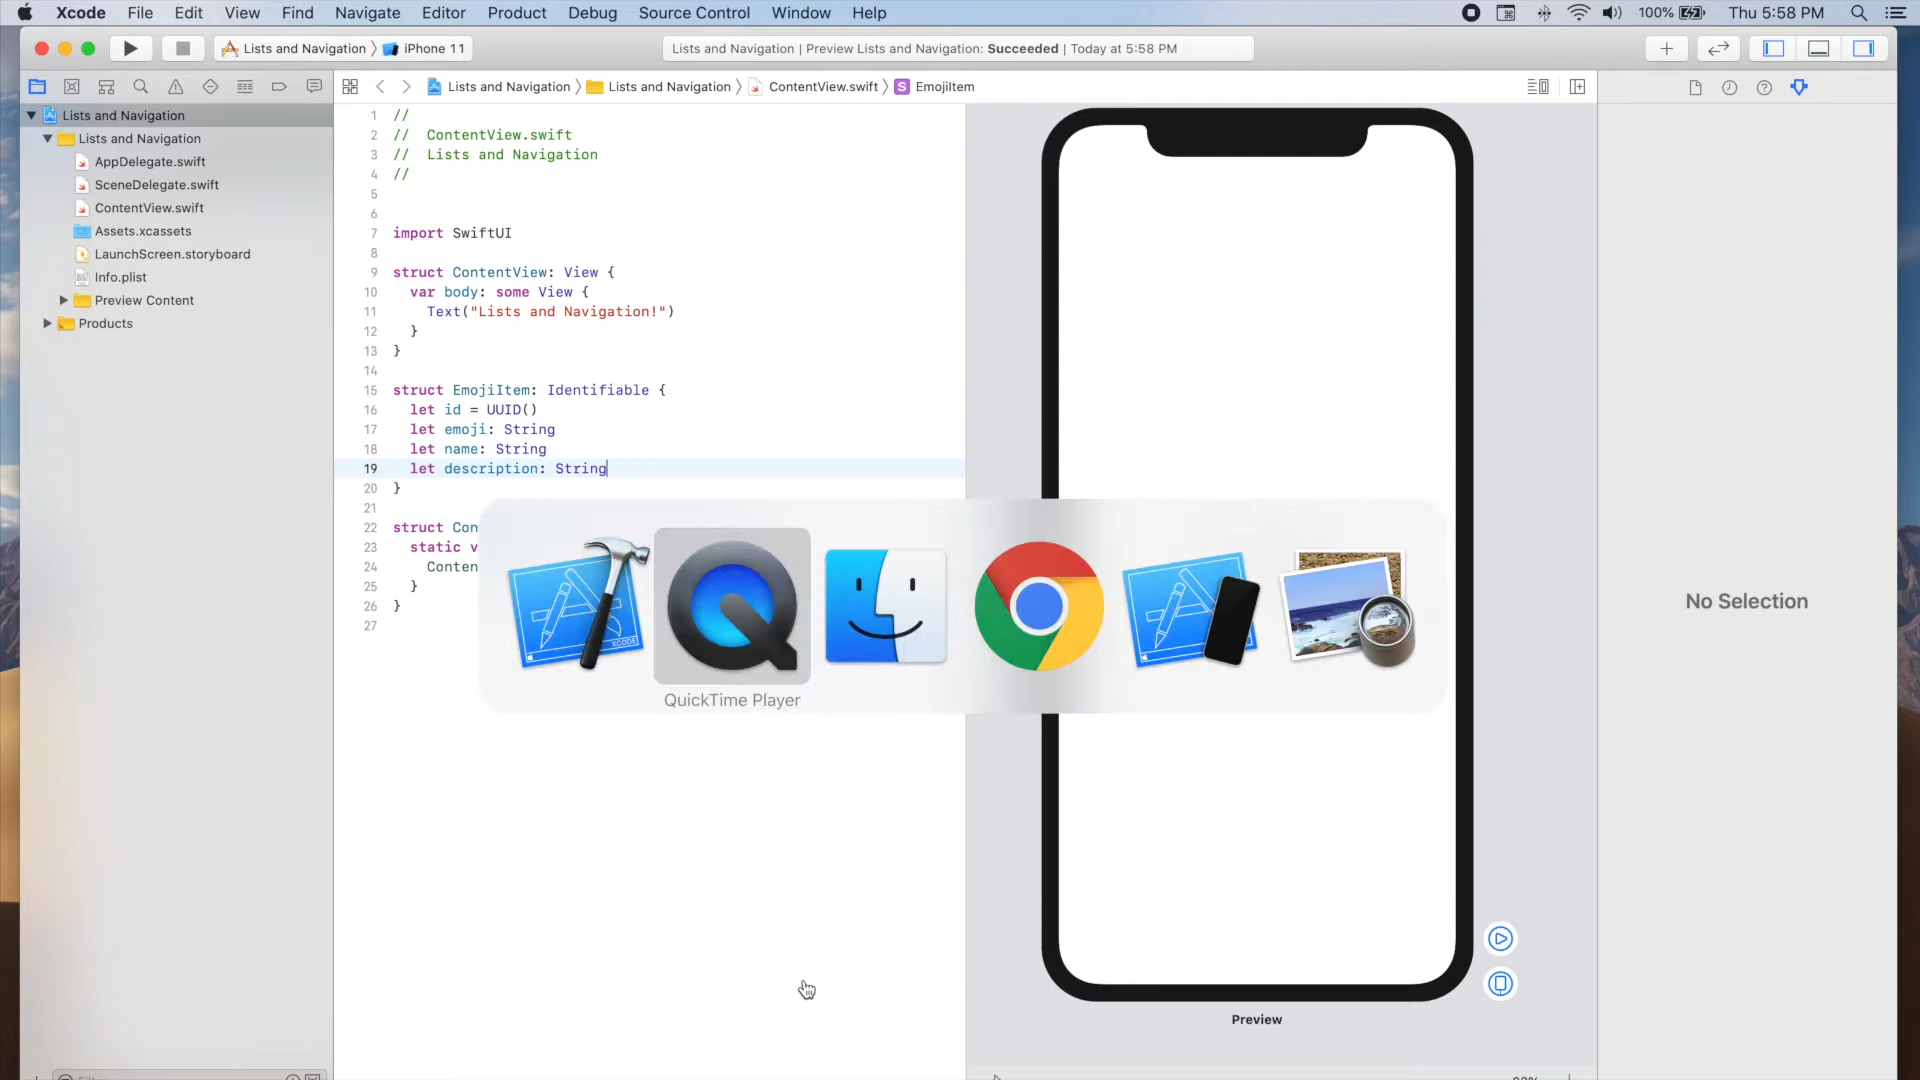 Xcode File Edit View Find Navigate Editor Product Debug Source Control Window Help 100% Thu 5:58 PM
Lists and Navigation 〉 iPhone 11
Lists and Navigation | Preview Lists and Navigation: Succeeded | Today at 5:58 PM
Lists and Navigation 〉 Lists and Navigation 〉 ContentView.swift 〉 S EmojiItem
Lists and Navigation
Lists and Navigation
AppDelegate.swift
SceneDelegate.swift
ContentView.swift
Assets.xcassets
LaunchScreen.storyboard
Info.plist
Preview Content
Products
1 //
2 // ContentView.swift
3 // Lists and Navigation
4 //
5
6
7 import SwiftUI
8
9 struct ContentView: View {
10 var body: some View {
11 Text("Lists and Navigation!")
12 }
13 }
14
15 struct EmojiItem: Identifiable {
16 let id = UUID()
17 let emoji: String
18 let name: String
19 let description: String
20 }
21
22 struct Con
23 static v
24 Conten
25 }
26 }
27
XCODE
QuickTime Player
No Selection
Preview